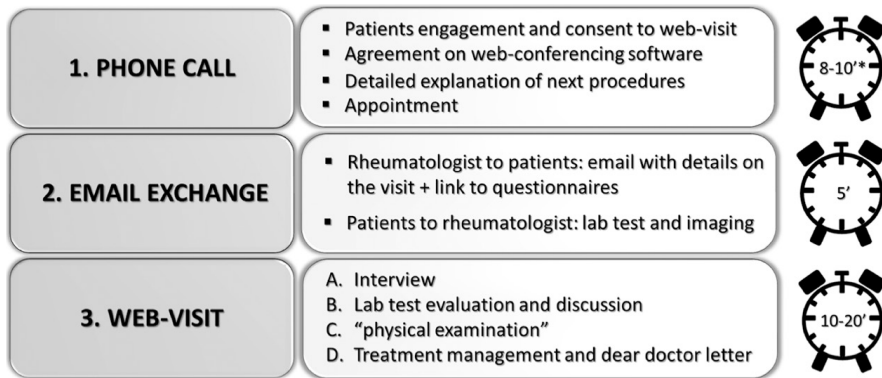 1. PHONE CALL
▪ Patients engagement and consent to web-visit
▪ Agreement on web-conferencing software
▪ Detailed explanation of next procedures
▪ Appointment
8-10’*
2. EMAIL EXCHANGE
▪ Rheumatologist to patients: email with details on
the visit + link to questionnaires
▪ Patients to rheumatologist: lab test and imaging
5’
3. WEB-VISIT
A. Interview
B. Lab test evaluation and discussion
C. “physical examination”
D. Treatment management and dear doctor letter
10-20’